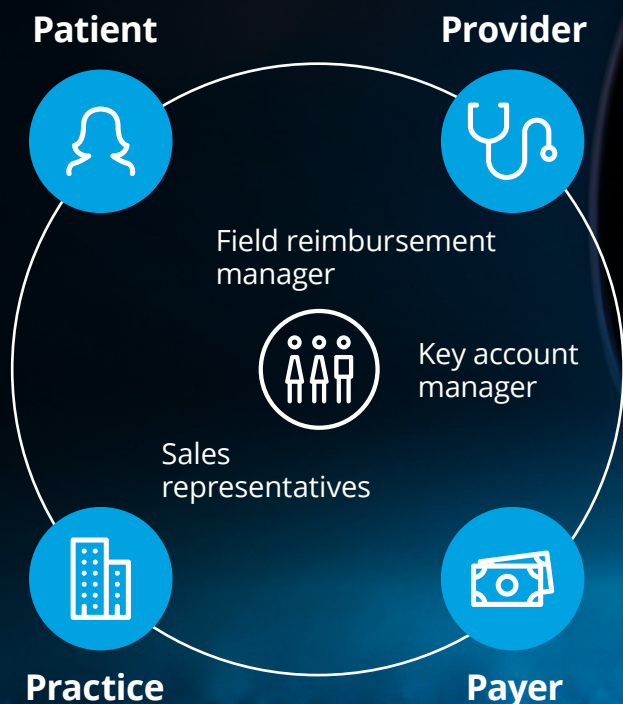 Patient
Provider
Field reimbursement
manager
Key account
manager
Sales
representatives
Practice
Payer